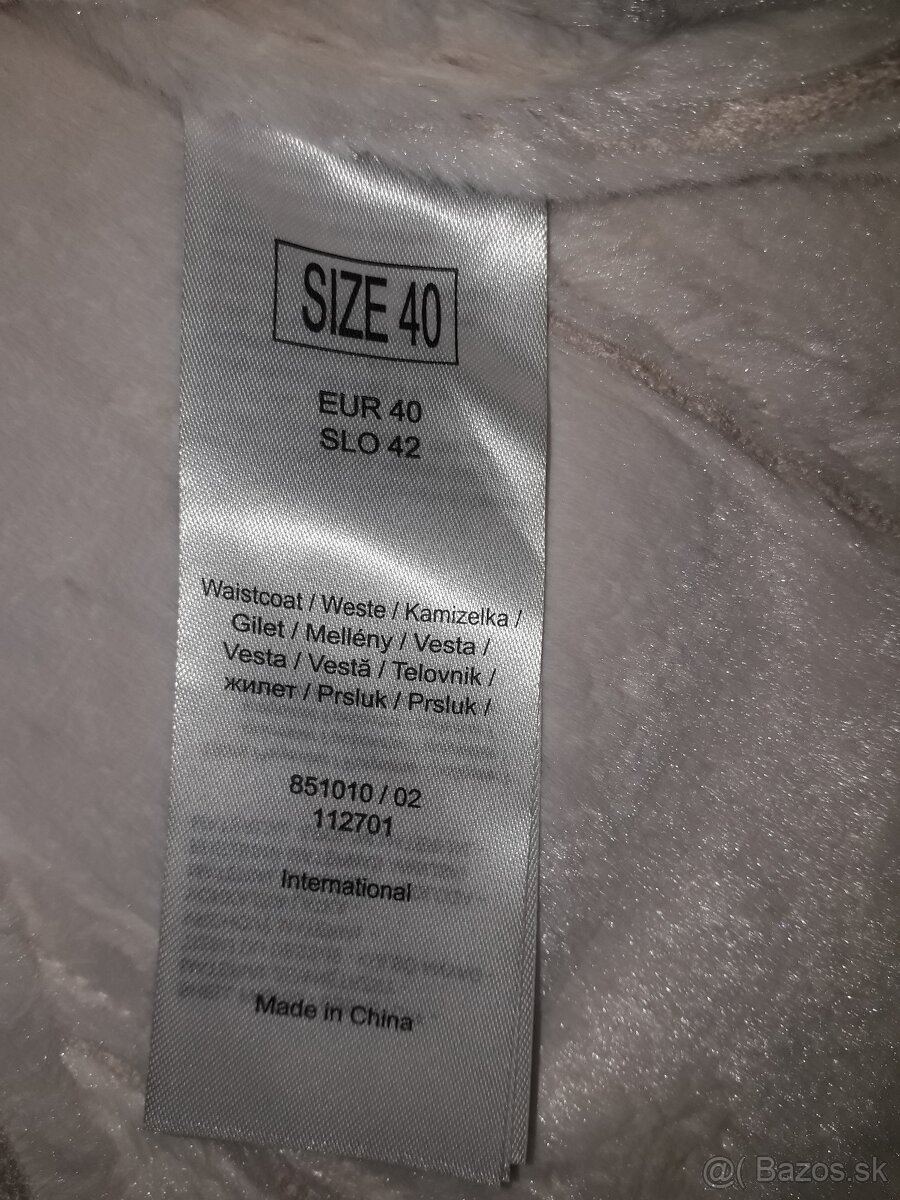 SIZE 40
EUR 40
SLO 42
Waistcoat / Weste / Kamizelka /
Gilet / Mellény / Vesta /
Vesta / Vestă / Telovnik /
жилет / Prsluk / Prsluk /
851010 / 02
112701
International
Made in China
@( Bazos.sk